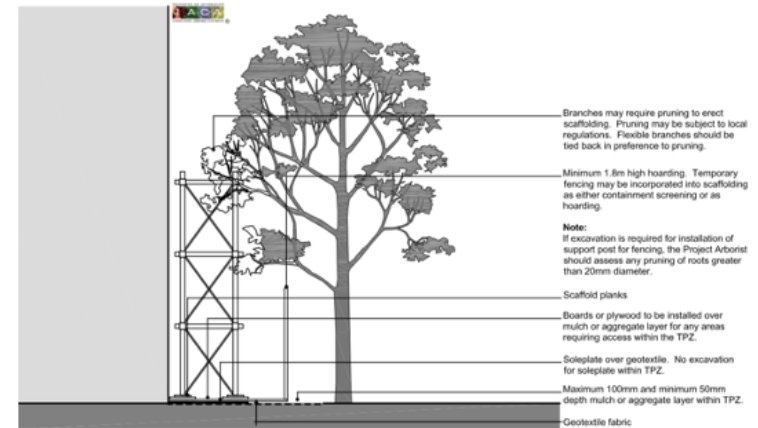 ACA
Branches may require pruning to erect
scaffolding. Pruning may be subject to local
regulations. Flexible branches should be
tied back in preference to pruning.
Minimum 1.8m high hoarding. Temporary
fencing may be incorporated into scaffolding
as either containment screening or as
hoarding.
Note:
If excavation is required for installation of
support post for fencing, the Project Arborist
should assess any pruning of roots greater
than 20mm diameter.
Scaffold planks
Boards or plywood to be installed over
mulch or aggregate layer for any areas
requiring access within the TPZ.
Soleplate over geotextile. No excavation
for soleplate within TPZ.
Maximum 100mm and minimum 50mm
depth mulch or aggregate layer within TPZ.
Geotextile fabric